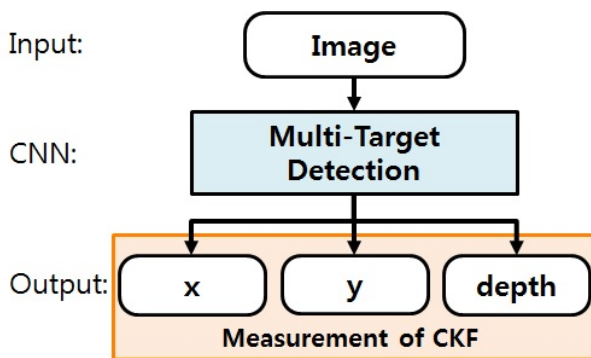 Input:
Image
CNN:
Multi-Target
Detection
Output:
x
y
depth
Measurement of CKF